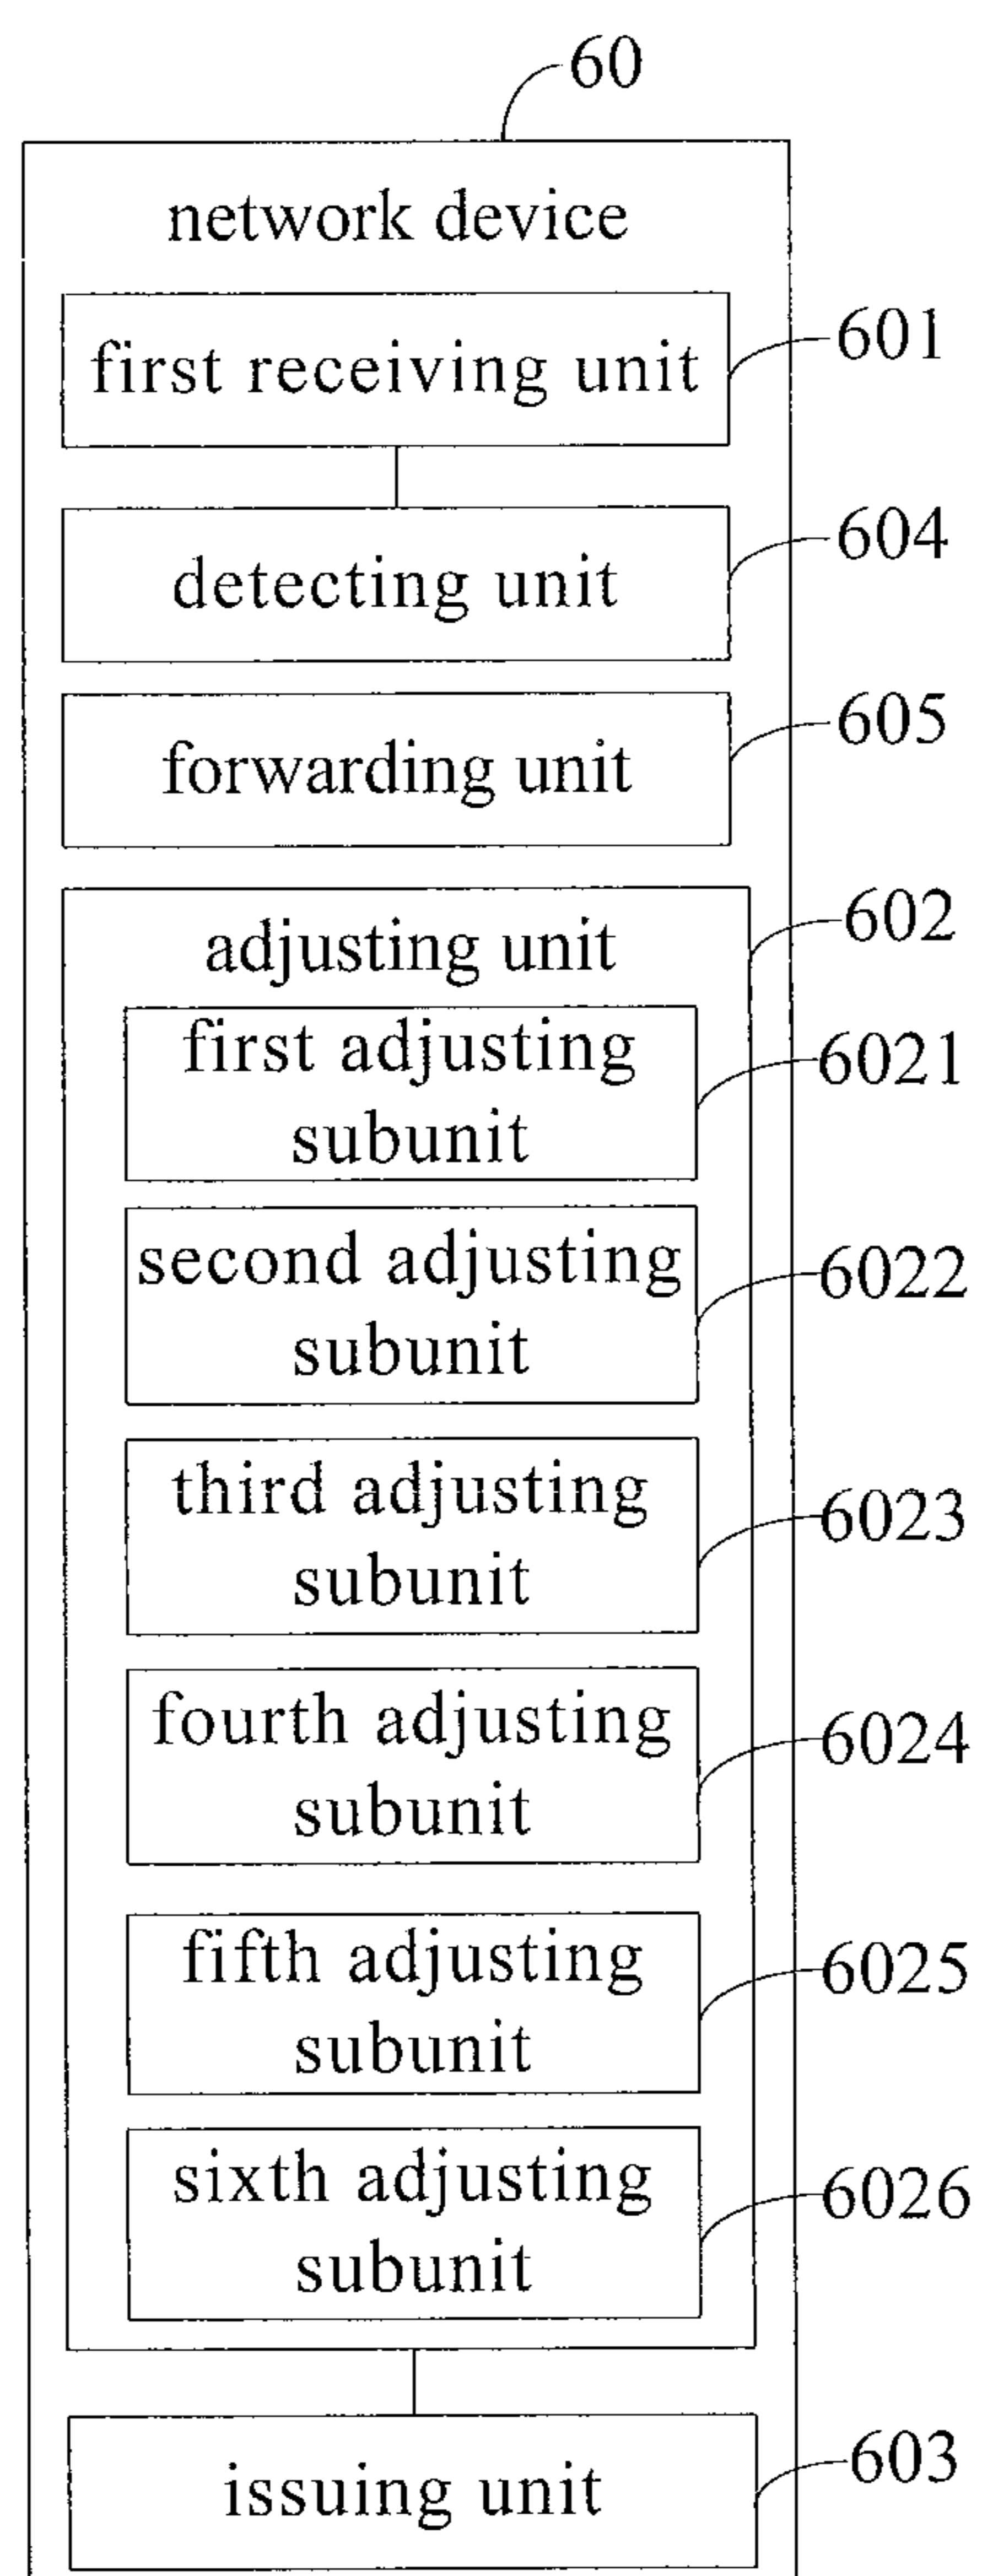 60
network device
first receiving unit
601
detecting unit
604
forwarding unit
605
adjusting unit
602
first adjusting
subunit
6021
second adjusting
subunit
6022
third adjusting
subunit
6023
fourth adjusting
subunit
6024
fifth adjusting
subunit
6025
sixth adjusting
subunit
6026
issuing unit
603